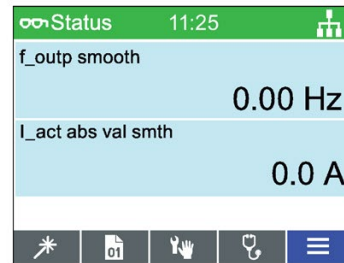 Status 11:25
f_outp smooth
0.00 Hz
I_act abs val smth
0.0 A
01